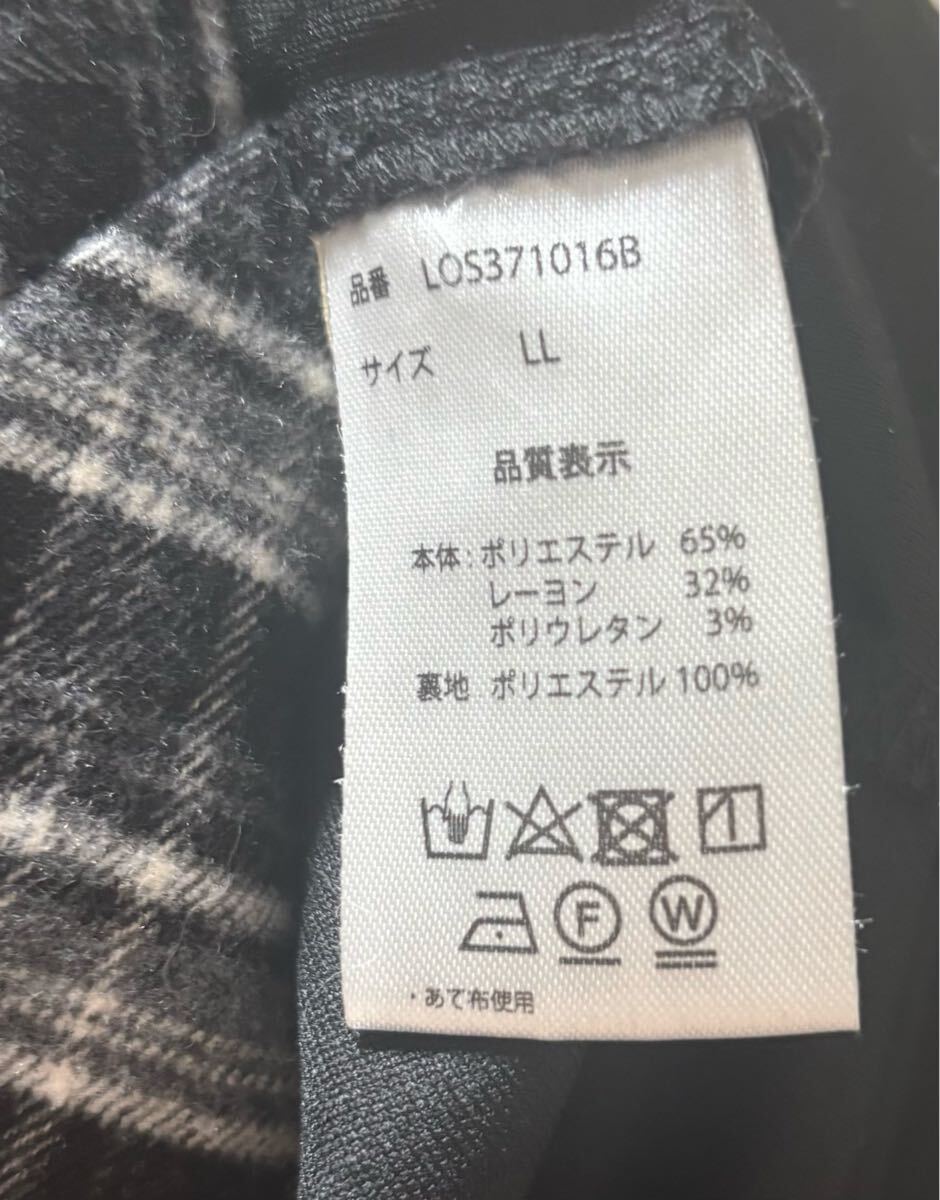 品番 LOS371016B
サイズ LL
品質表示
本体:ポリエステル 65%
レーヨン 32%
ポリウレタン 3%
裏地 ポリエステル 100%
F W
・あて布使用